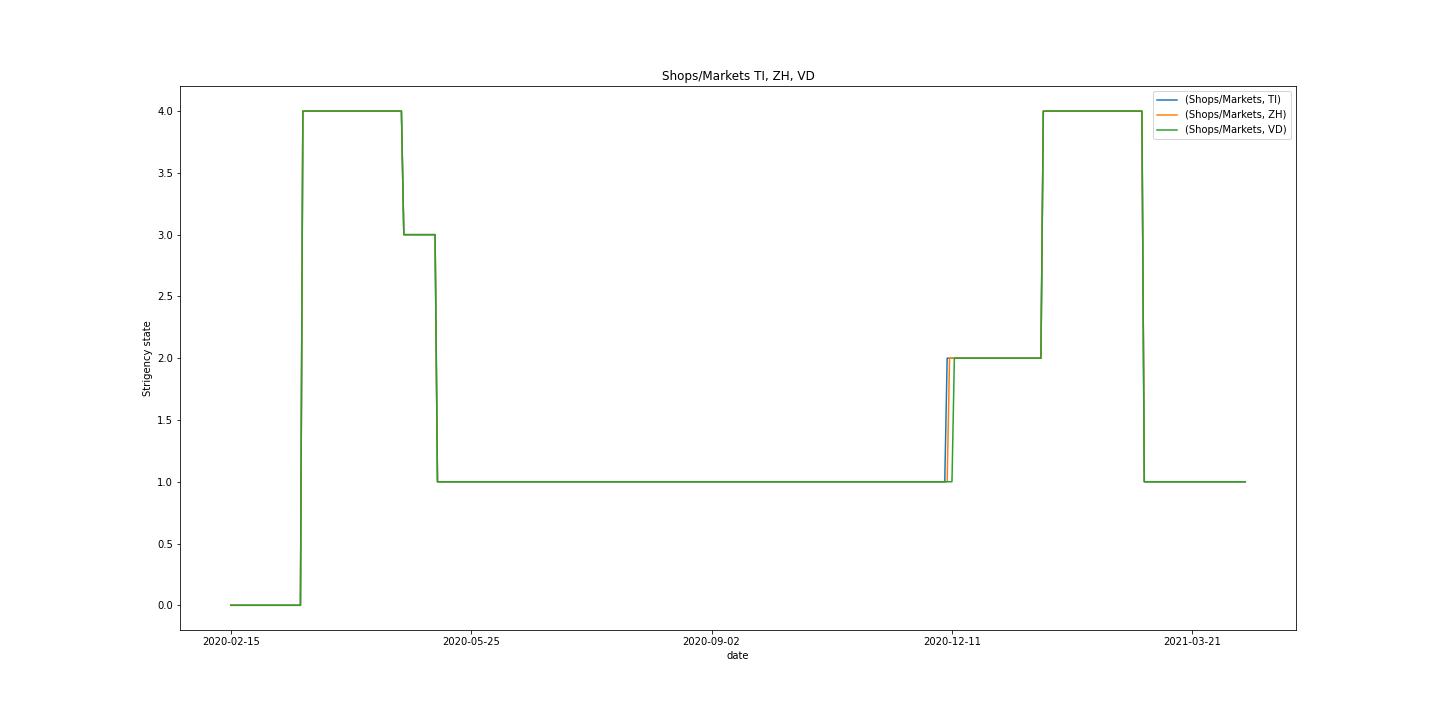 Shops/Markets TI, ZH, VD
(Shops/Markets, TI)
(Shops/Markets, ZH)
(Shops/Markets, VD)
4.0
3.5
3.0
2.5
2.0
1.5
1.0
0.5
0.0
Strigency state
2020-02-15
2020-05-25
2020-09-02
2020-12-11
2021-03-21
date